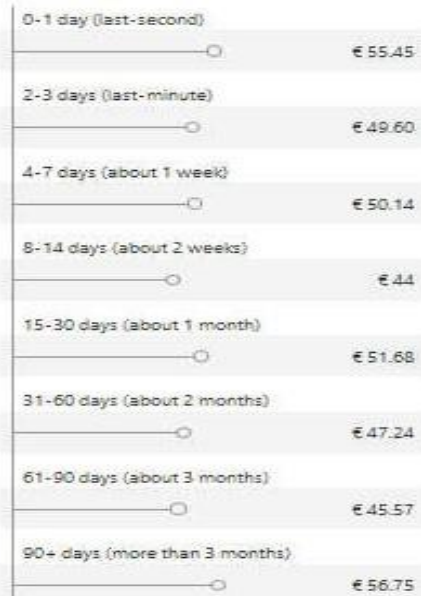 0-1 day (last-second)
€ 55.45
2-3 days (last-minute)
€ 49.60
4-7 days (about 1 week)
€ 50.14
8-14 days (about 2 weeks)
€ 44
15-30 days (about 1 month)
€ 51.68
31-60 days (about 2 months)
€ 47.24
61-90 days (about 3 months)
€ 45.57
90+ days (more than 3 months)
€ 56.75